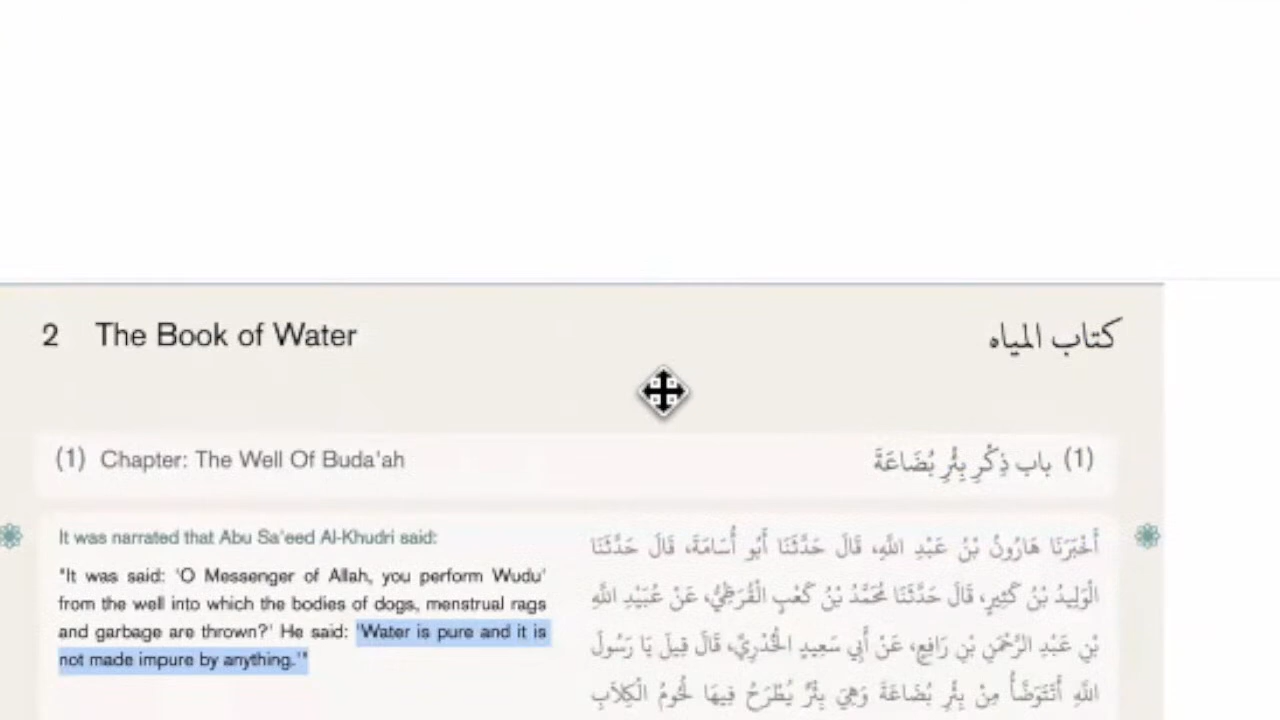 2 The Book of Water
كتاب المياه
(1) Chapter: The Well Of Buda'ah
(1) باب ذِكْرِ بِئْرِ بُضَاعَةَ
It was narrated that Abu Sa'eed Al-Khudri said:
"It was said: 'O Messenger of Allah, you perform Wudu'
from the well into which the bodies of dogs, menstrual rags
and garbage are thrown?' He said: 'Water is pure and it is
not made impure by anything.'"
أَخْبَرَنَا هَارُونُ بْنُ عَبْدِ اللَّهِ، قَالَ حَدَّثَنَا أَبُو أُسَامَةَ، قَالَ حَدَّثَنَا
الْوَلِيدُ بْنُ كَثِيرٍ، قَالَ حَدَّثَنَا مُحَمَّدُ بْنُ كَعْبٍ الْقُرَظِيُّ، عَنْ عُبَيْدِ اللَّهِ
بْنِ عَبْدِ الرَّحْمَنِ بْنِ رَافِعٍ، عَنْ أَبِي سَعِيدٍ الْخُدْرِيِّ، قَالَ قِيلَ يَا رَسُولَ
اللَّهِ أَتَتَوَضَّأُ مِنْ بِئْرِ بُضَاعَةَ وَهِيَ بِئْرٌ يُطْرَحُ فِيهَا لُحُومُ الْكِلاَبِ